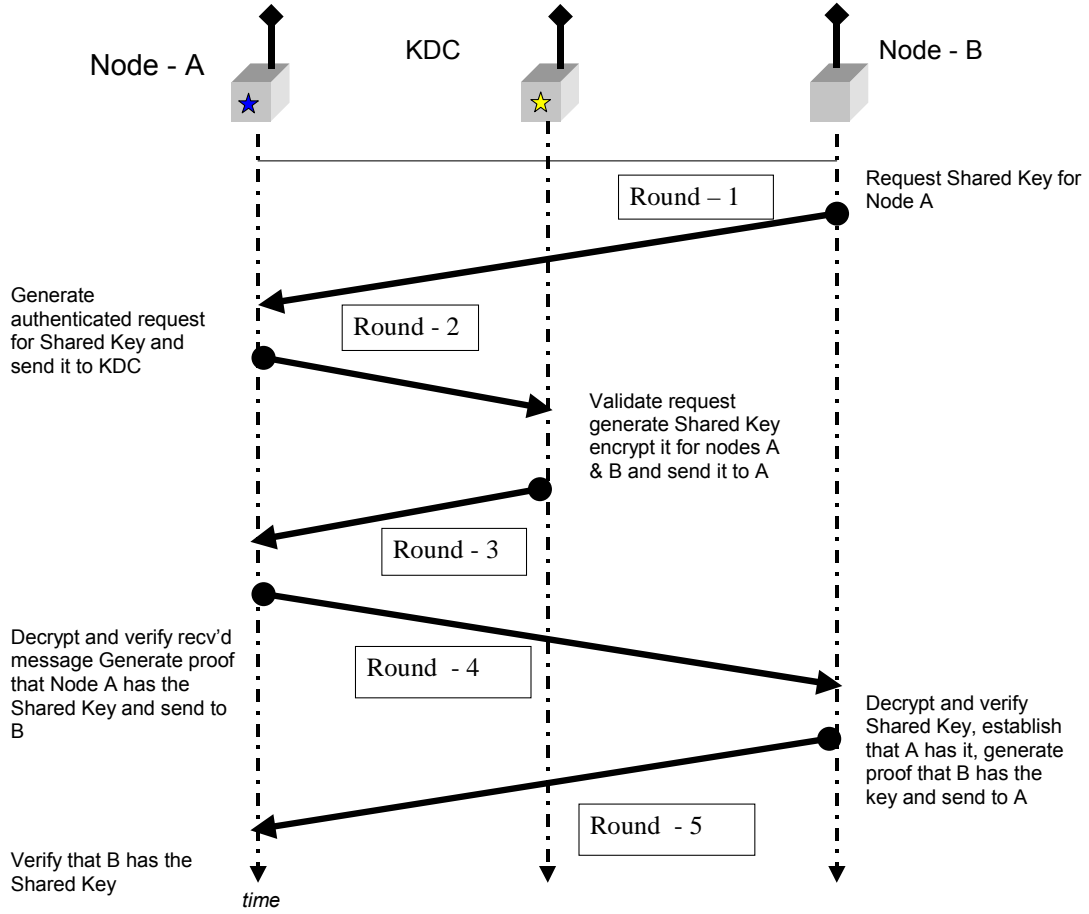 Node - A
KDC
Node - B
Request Shared Key for
Node A
Round – 1
Generate
authenticated request
for Shared Key and
send it to KDC
Round - 2
Validate request
generate Shared Key
encrypt it for nodes A
& B and send it to A
Round - 3
Decrypt and verify recv'd
message Generate proof
that Node A has the
Shared Key and send to
B
Round - 4
Decrypt and verify
Shared Key, establish
that A has it, generate
proof that B has the
key and send to A
Round - 5
Verify that B has the
Shared Key
time